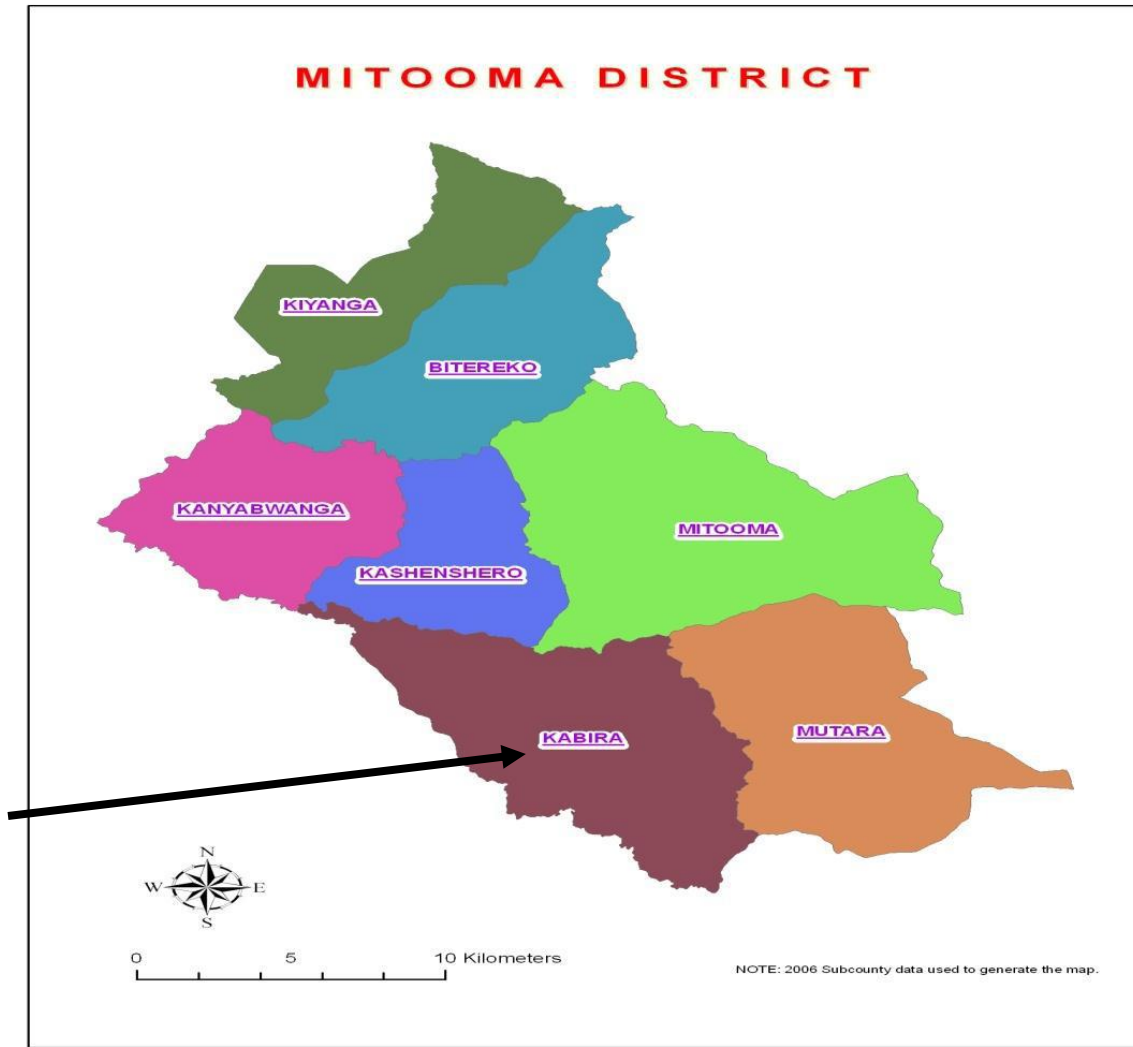 MITOOMA DISTRICT
KIYANGA
BITEREKO
KANYABWANGA
MITOOMA
KASHENSHERO
KABIRA
MUTARA
N
W E
S
0 5 10 Kilometers
NOTE: 2006 Subcounty data used to generate the map.